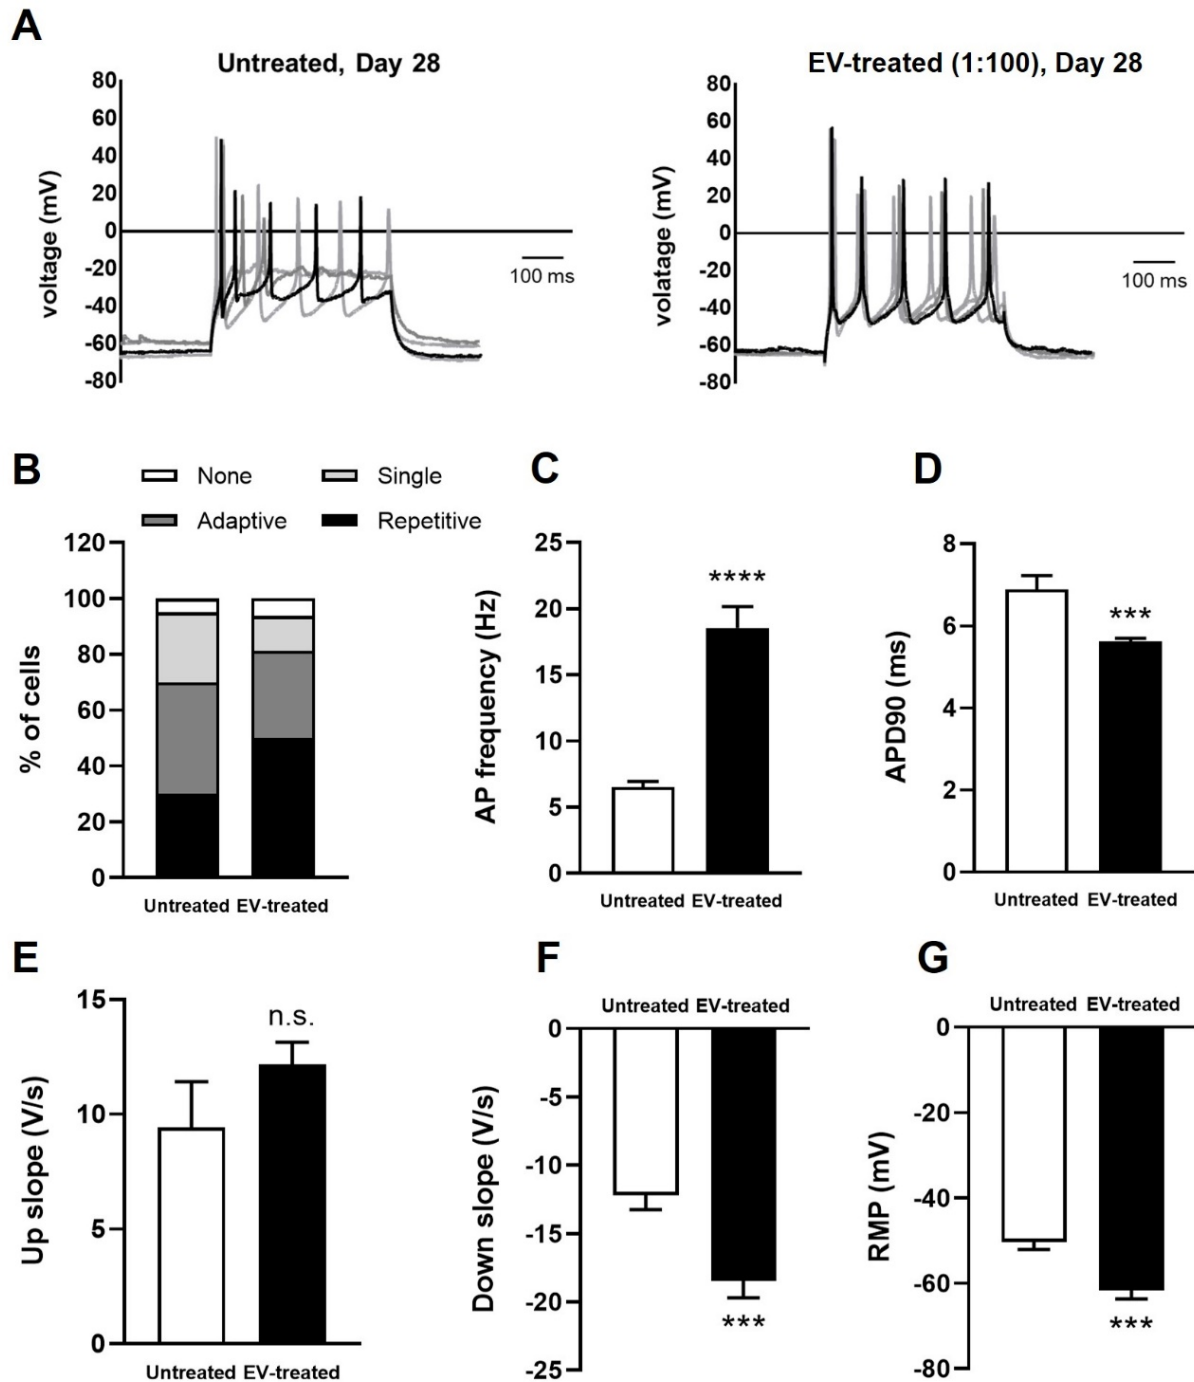 A
Untreated, Day 28
80
60
40
20
0
-20
-40
-60
-80
voltage (mV)
100 ms
EV-treated (1:100), Day 28
80
60
40
20
0
-20
-40
-60
-80
volatage (mV)
100 ms
B
None
Single
Adaptive
Repetitive
120
100
80
60
40
20
0
% of cells
Untreated EV-treated
C
25
20
15
10
5
0
AP frequency (Hz)
****
Untreated EV-treated
D
8
6
4
2
0
APD90 (ms)
***
Untreated EV-treated
E
15
10
5
0
Up slope (V/s)
n.s.
Untreated EV-treated
F
Untreated EV-treated
0
-5
-10
-15
-20
-25
Down slope (V/s)
***
G
Untreated EV-treated
0
-20
-40
-60
-80
RMP (mV)
***